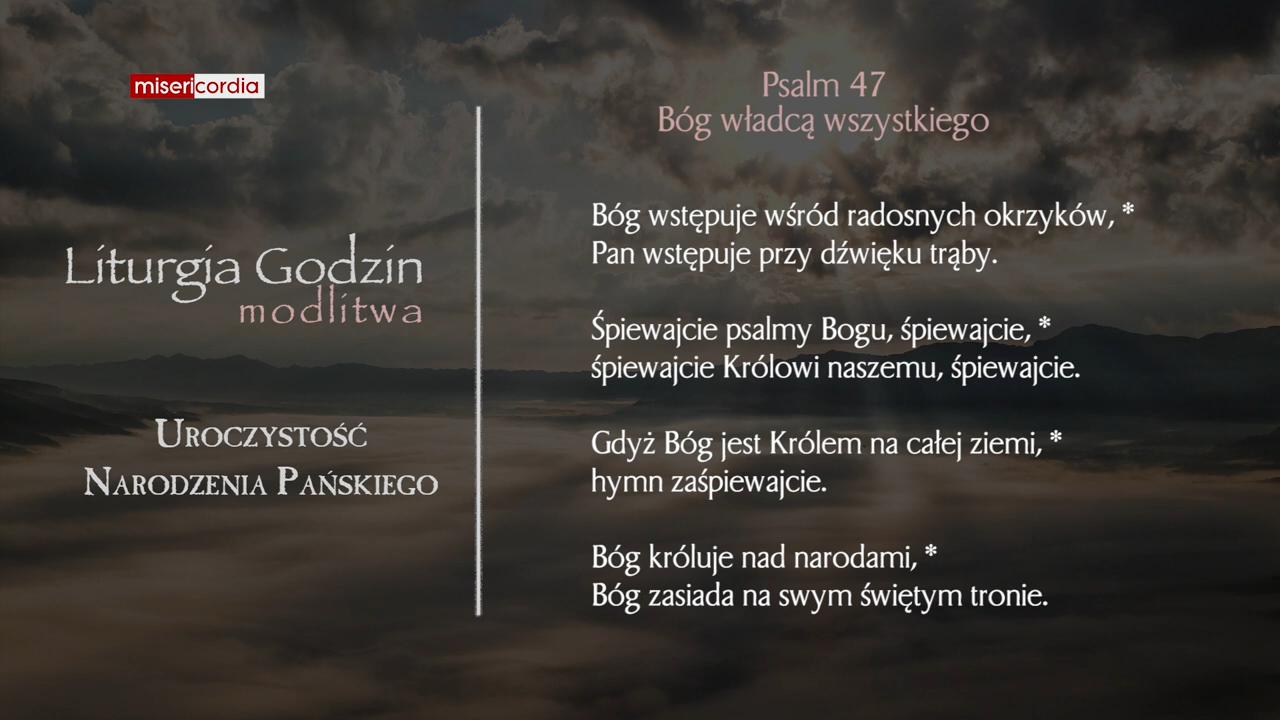 misericordia
Liturgia Godzin
modlitwa
Uroczystość
Narodzenia Pańskiego
Psalm 47
Bóg władcą wszystkiego
Bóg wstępuje wśród radosnych okrzyków, *
Pan wstępuje przy dźwięku trąby.
Śpiewajcie psalmy Bogu, śpiewajcie, *
śpiewajcie Królowi naszemu, śpiewajcie.
Gdyż Bóg jest Królem na całej ziemi, *
hymn zaśpiewajcie.
Bóg króluje nad narodami, *
Bóg zasiada na swym świętym tronie.